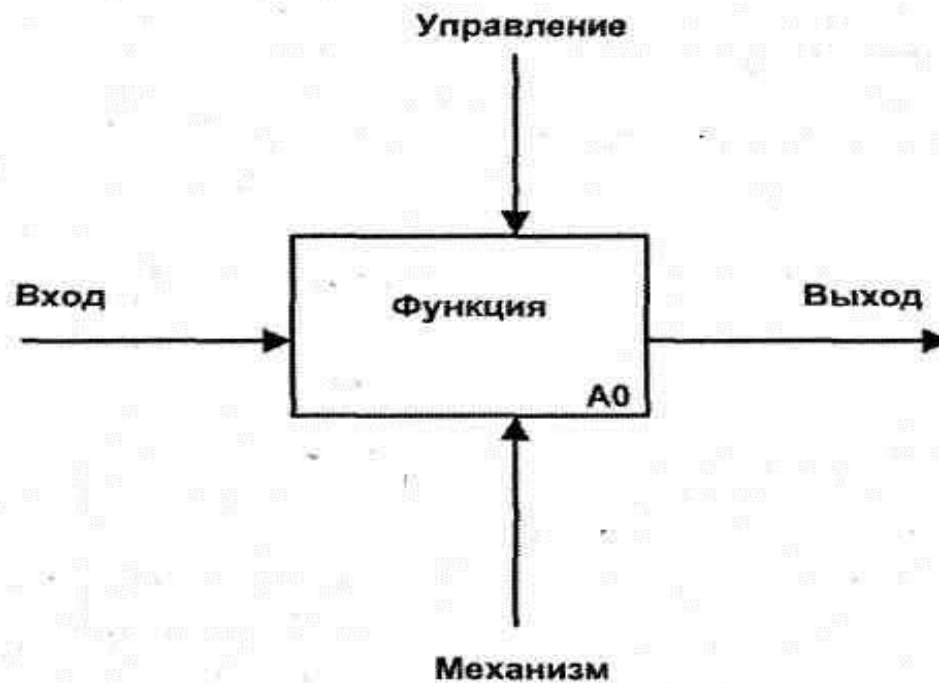 Управление
Вход
Функция
Выход
A0
Механизм